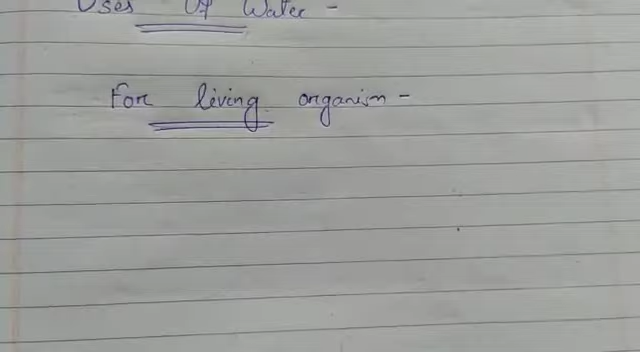 Uses Of Water -
For living organism -